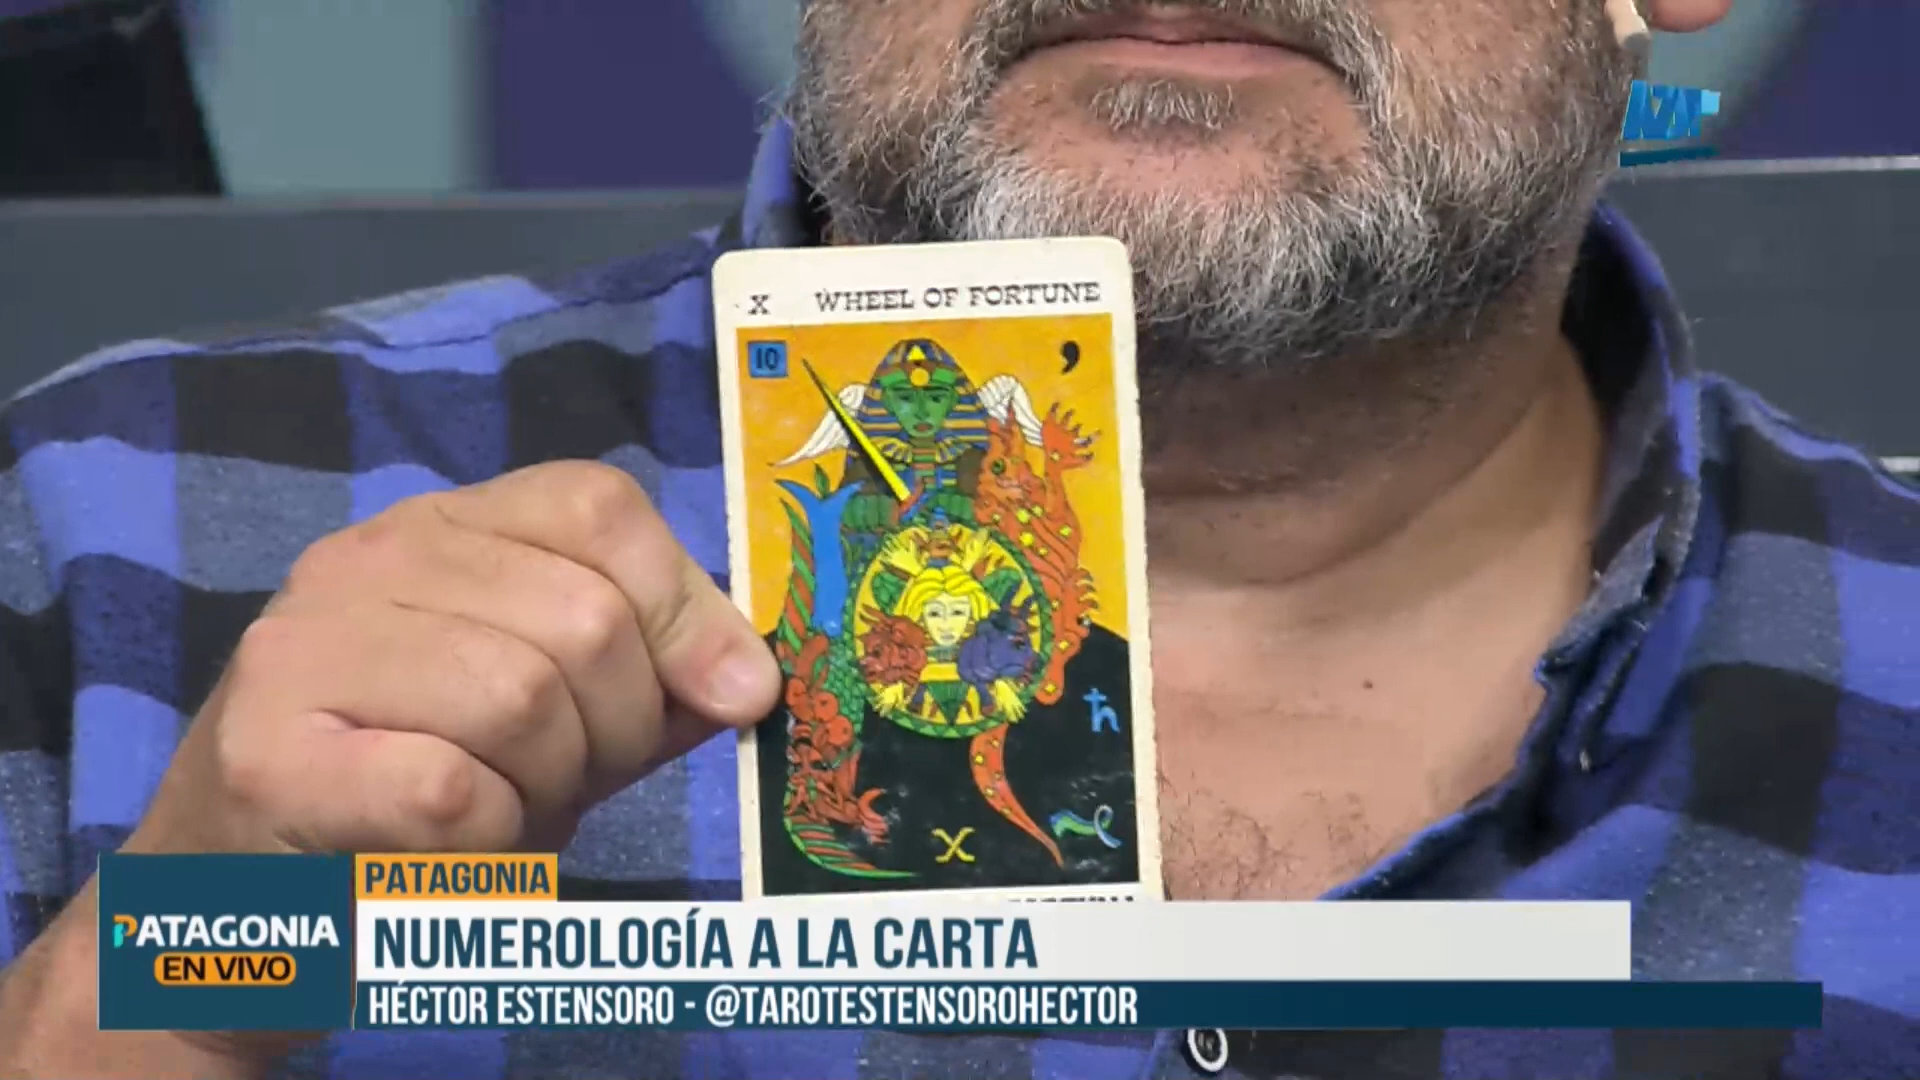 X WHEEL OF FORTUNE
10
X
PATAGONIA
PATAGONIA
EN VIVO
NUMEROLOGÍA A LA CARTA
HÉCTOR ESTENSORO - @TAROTESTENSOROHECTOR